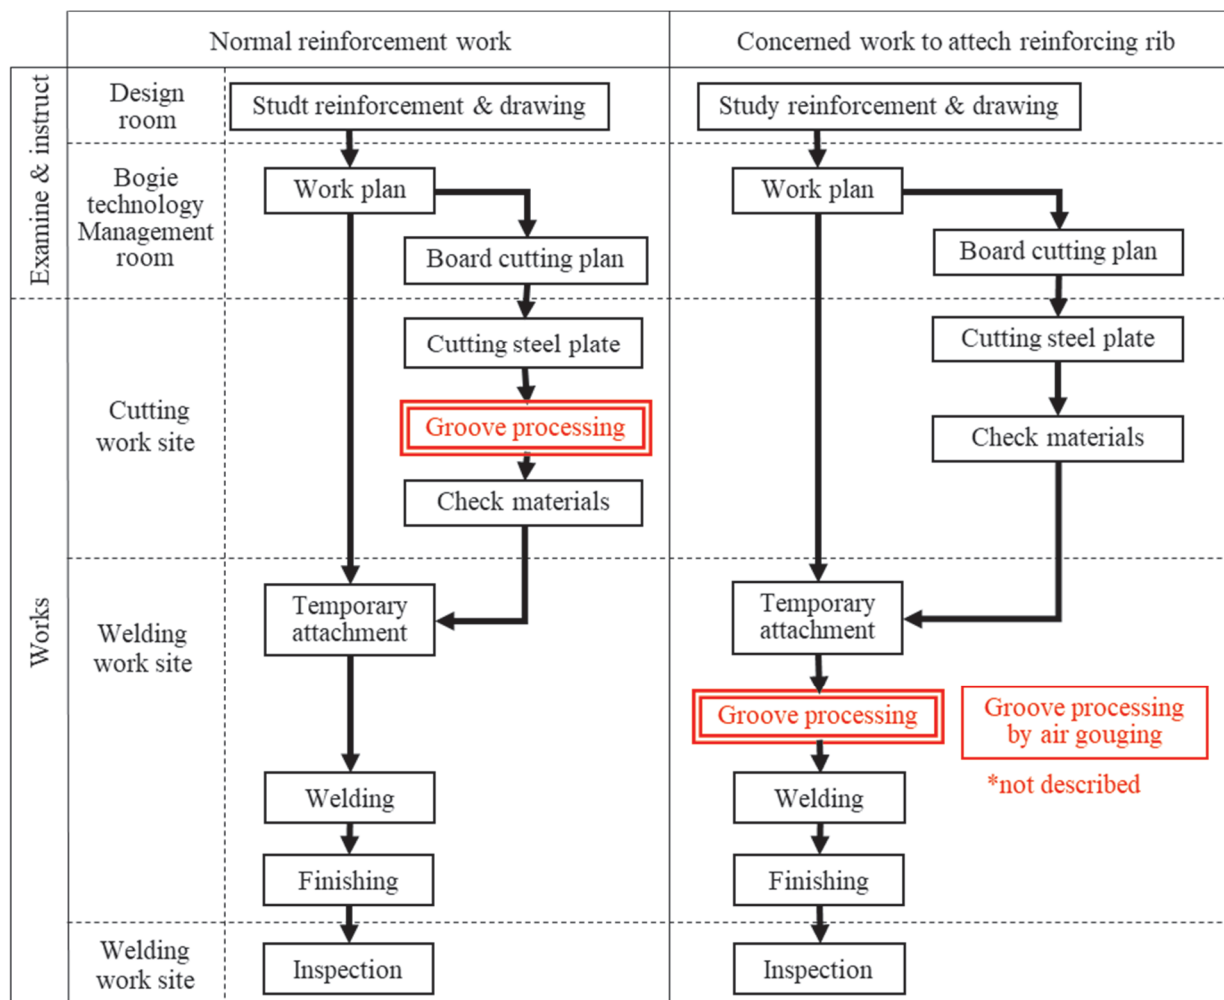 Normal reinforcement work
Concerned work to attech reinforcing rib
Examine & instruct
Design
room
Studt reinforcement & drawing
Study reinforcement & drawing
Bogie
technology
Management
room
Work plan
Board cutting plan
Work plan
Board cutting plan
Works
Cutting
work site
Cutting steel plate
Groove processing
Check materials
Cutting steel plate
Check materials
Welding
work site
Temporary
attachment
Welding
Finishing
Temporary
attachment
Groove processing
Groove processing
by air gouging
*not described
Welding
Finishing
Welding
work site
Inspection
Inspection